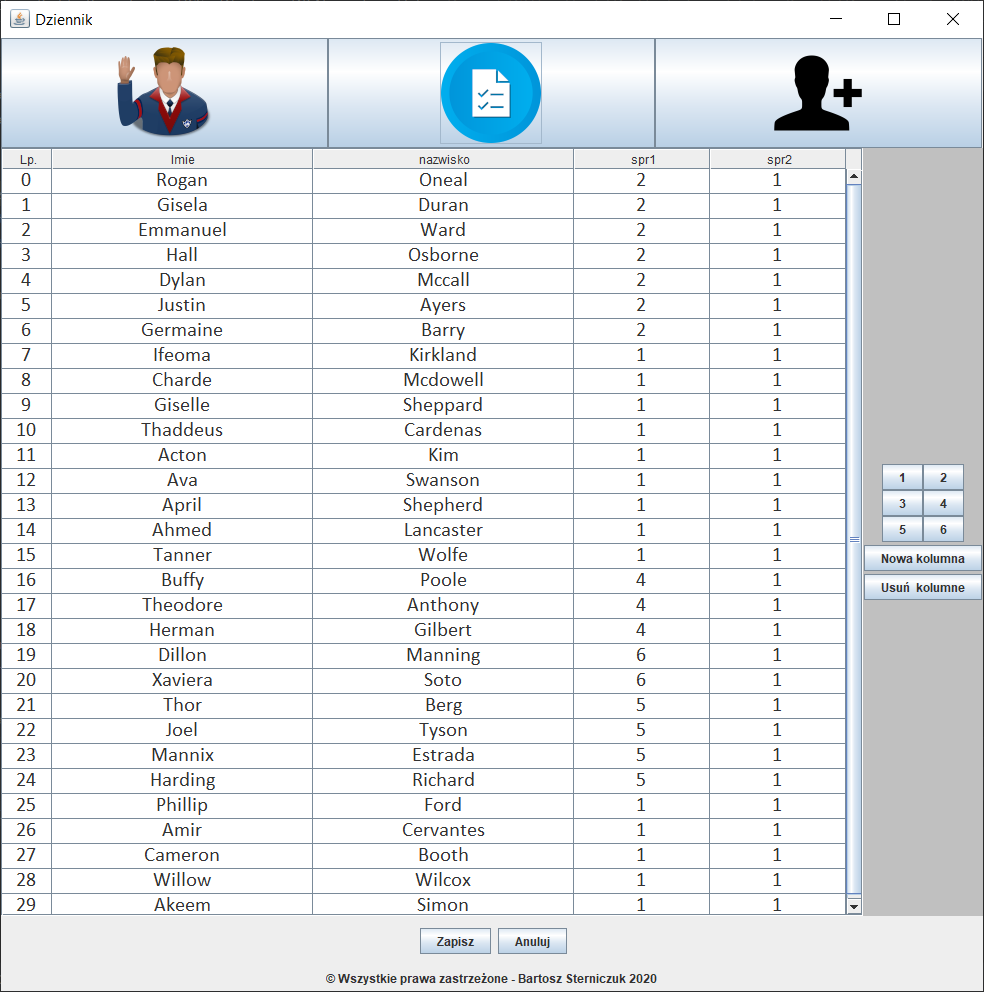 Dziennik
Lp. Imie nazwisko spr1 spr2
0 Rogan Oneal 2 1
1 Gisela Duran 2 1
2 Emmanuel Ward 2 1
3 Hall Osborne 2 1
4 Dylan Mccall 2 1
5 Justin Ayers 2 1
6 Germaine Barry 2 1
7 Ifeoma Kirkland 1 1
8 Charde Mcdowell 1 1
9 Giselle Sheppard 1 1
10 Thaddeus Cardenas 1 1
11 Acton Kim 1 1
12 Ava Swanson 1 1
13 April Shepherd 1 1
14 Ahmed Lancaster 1 1
15 Tanner Wolfe 1 1
16 Buffy Poole 4 1
17 Theodore Anthony 4 1
18 Herman Gilbert 4 1
19 Dillon Manning 6 1
20 Xaviera Soto 6 1
21 Thor Berg 5 1
22 Joel Tyson 5 1
23 Mannix Estrada 5 1
24 Harding Richard 5 1
25 Phillip Ford 1 1
26 Amir Cervantes 1 1
27 Cameron Booth 1 1
28 Willow Wilcox 1 1
29 Akeem Simon 1 1
1 2
3 4
5 6
Nowa kolumna
Usuń kolumne
Zapisz Anuluj
© Wszystkie prawa zastrzeżone - Bartosz Sterniczuk 2020